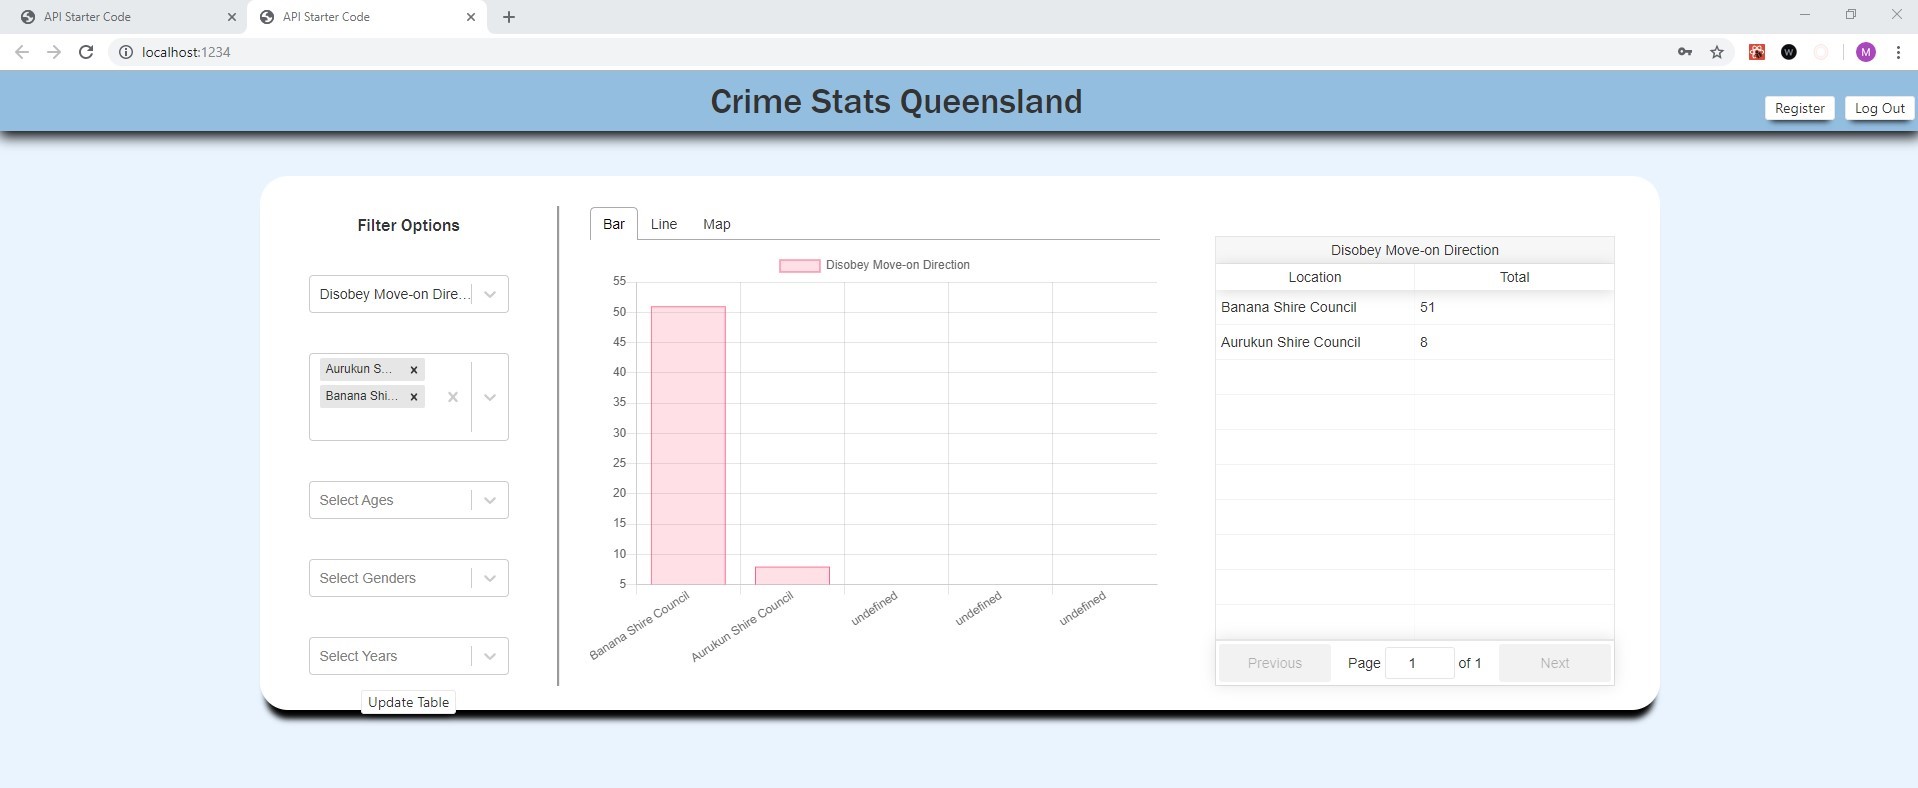 API Starter Code
API Starter Code
localhost:1234
W
M
Crime Stats Queensland
Register
Log Out
Filter Options
Disobey Move-on Dire...
Aurukun S...
Banana Shi...
Select Ages
Select Genders
Select Years
Update Table
Bar Line Map
Disobey Move-on Direction
55
50
45
40
35
30
25
20
15
10
5
Banana Shire Council
Aurukun Shire Council
undefined
undefined
undefined
Disobey Move-on Direction
Location Total
Banana Shire Council 51
Aurukun Shire Council 8
Previous Page 1 of 1 Next